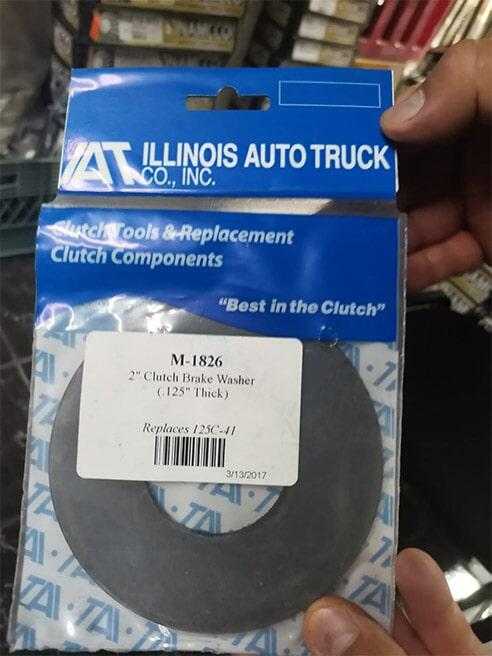 IAT ILLINOIS AUTO TRUCK
CO., INC.
Clutch Tools & Replacement
Clutch Components
"Best in the Clutch"
M-1826
2" Clutch Brake Washer
(.125" Thick)
Replaces 125C-41
3/13/2017